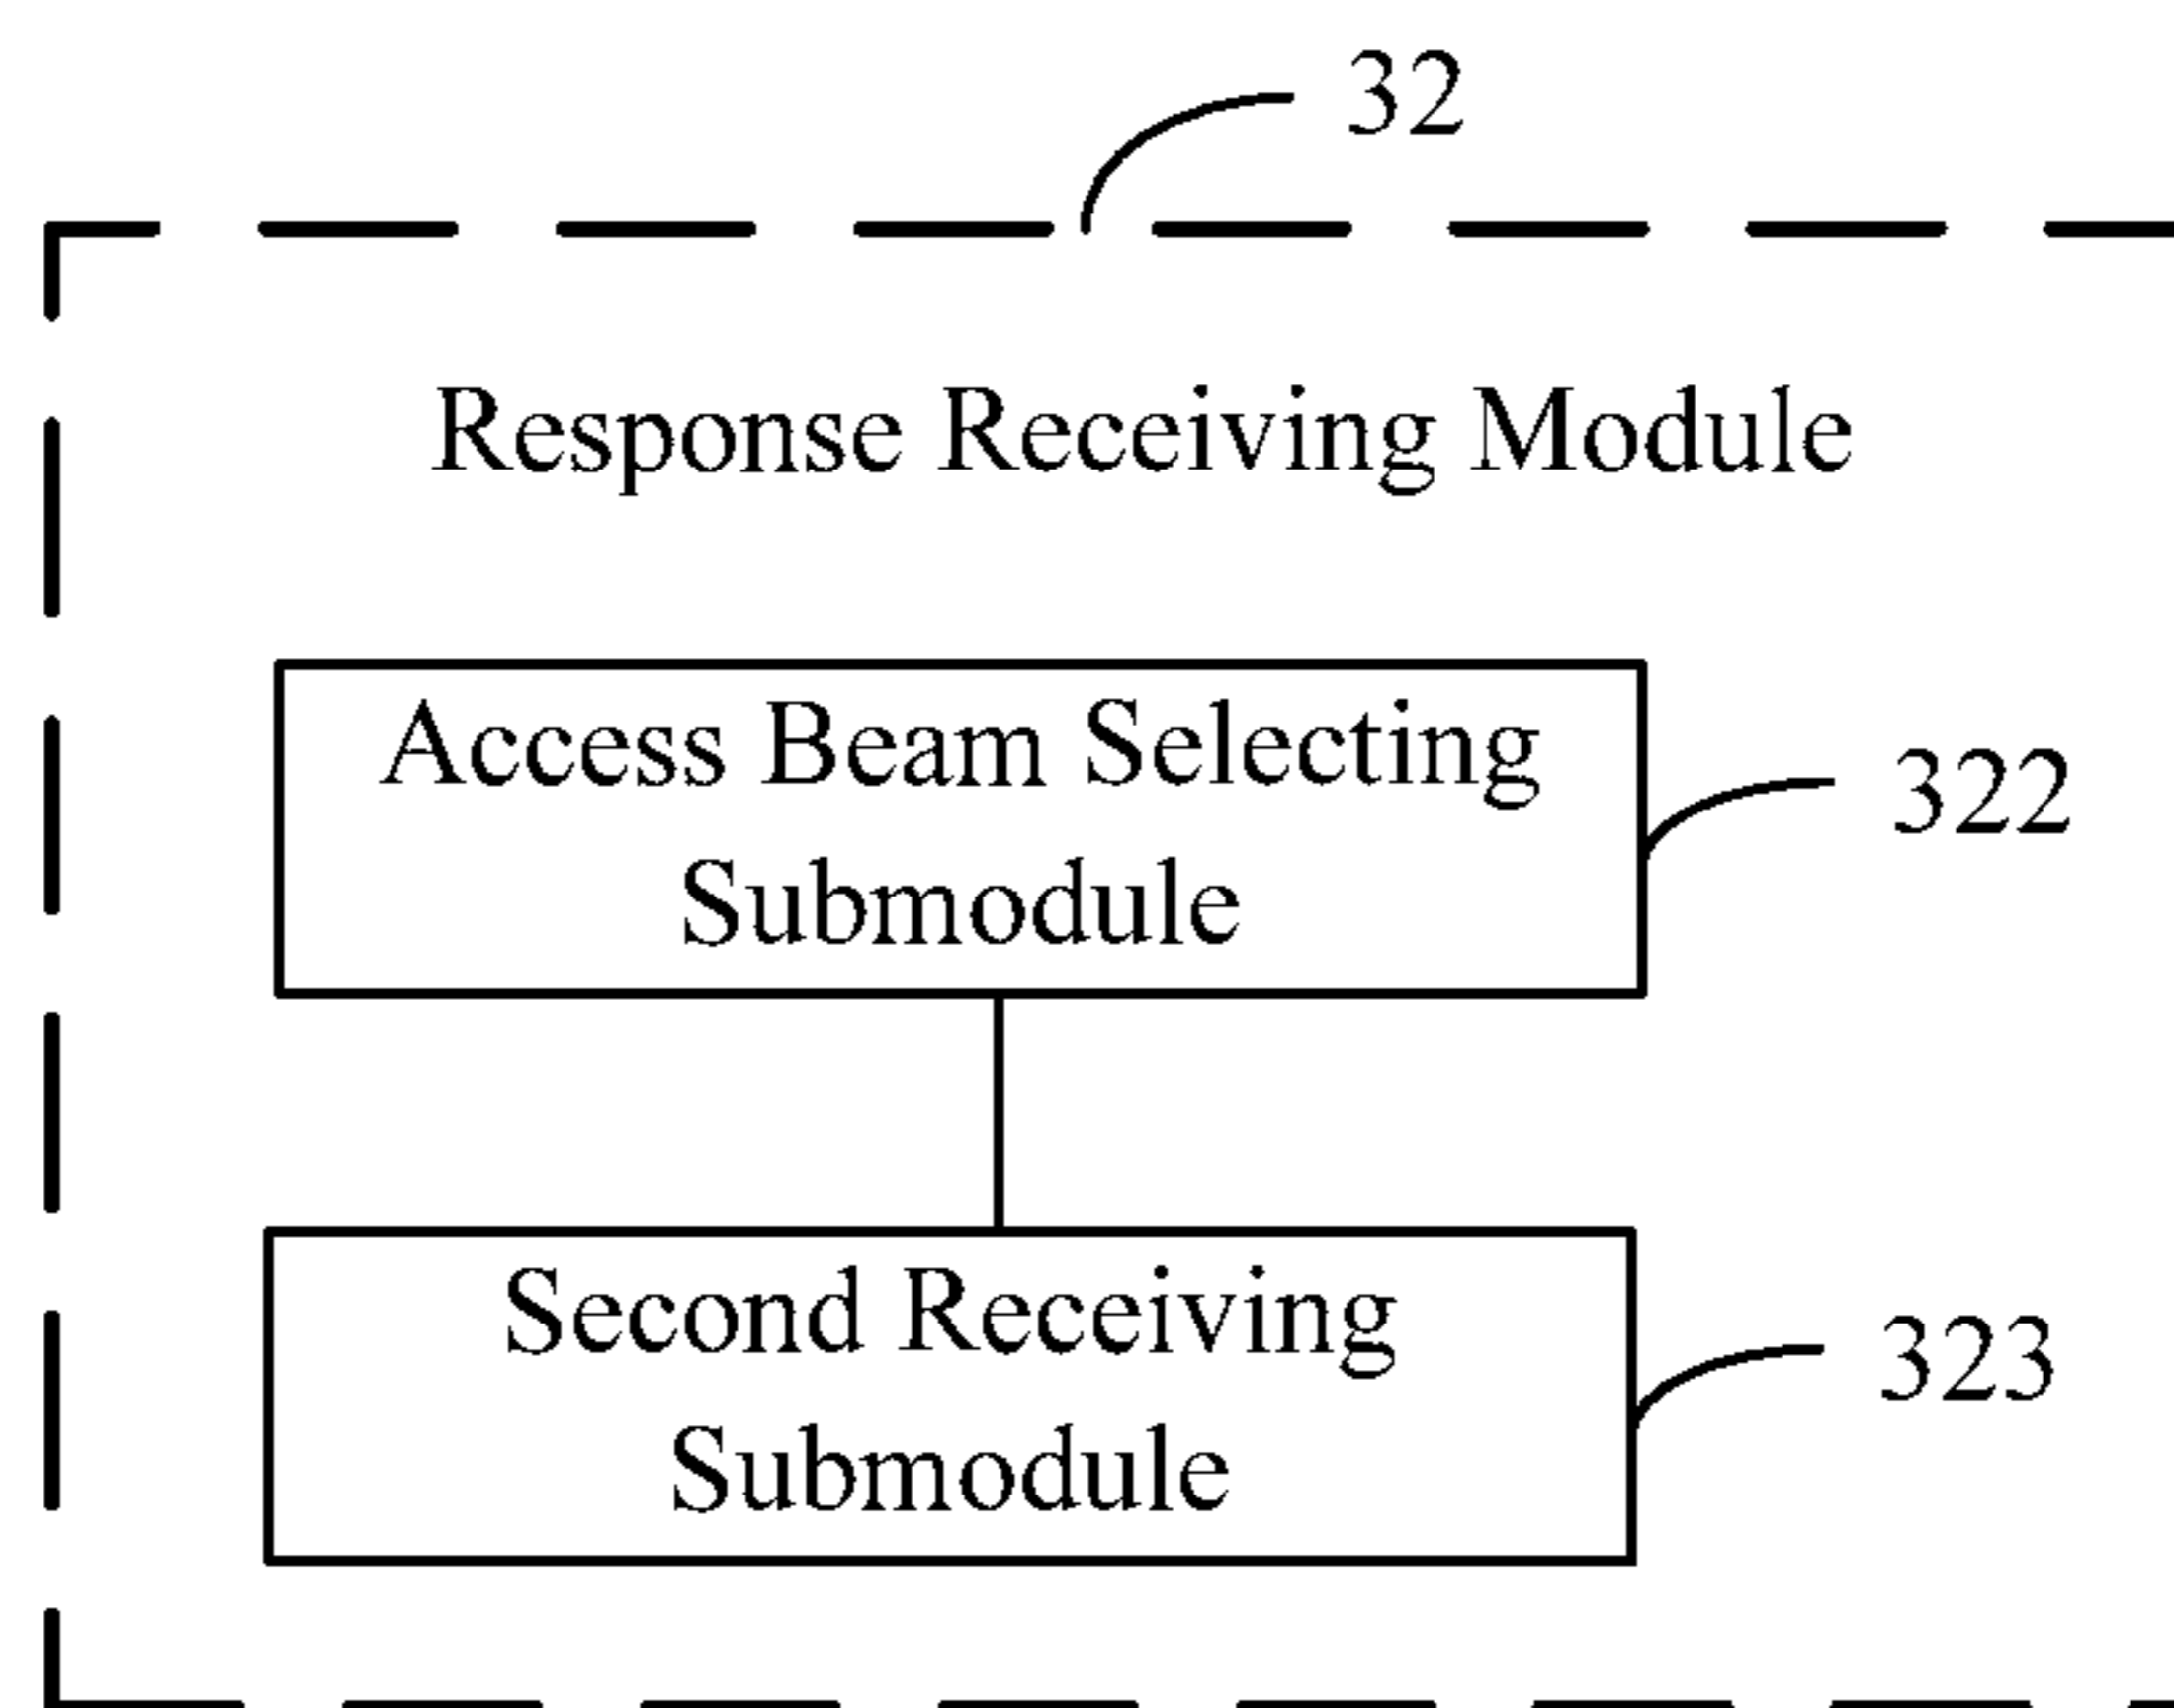 32
Response Receiving Module
Access Beam Selecting
Submodule
322
Second Receiving
Submodule
323